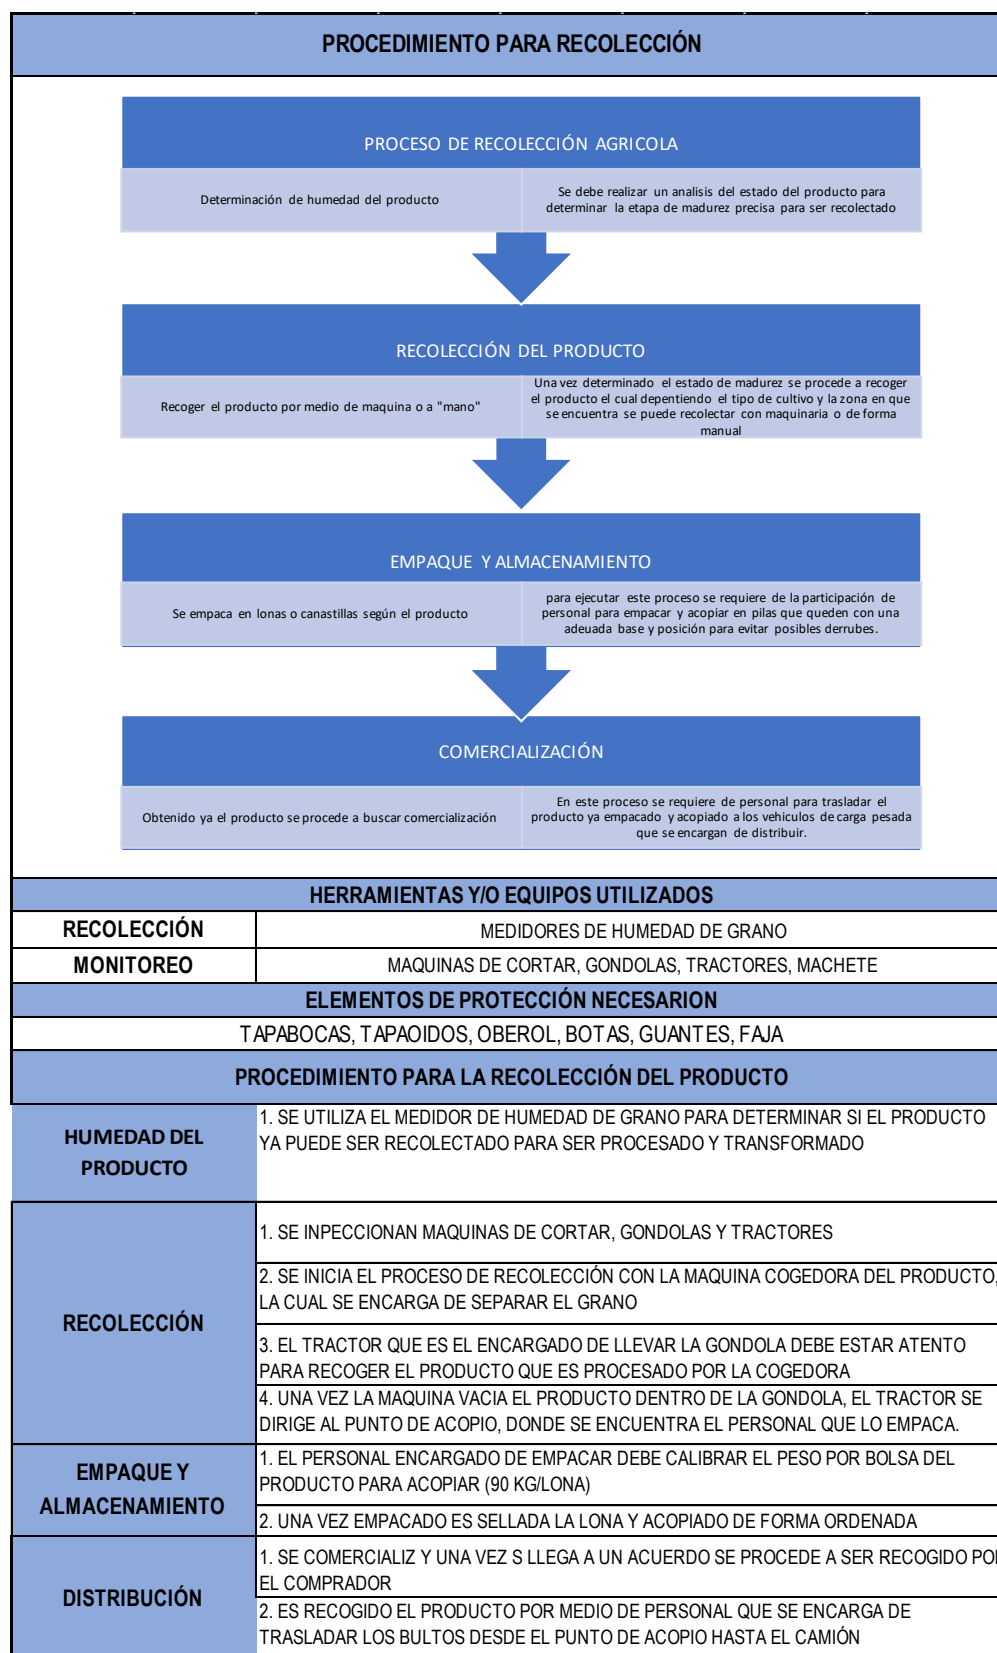 PROCEDIMIENTO PARA RECOLECCIÓN
PROCESO DE RECOLECCIÓN AGRICOLA
Determinación de humedad del producto
Se debe realizar un analisis del estado del producto para
determinar la etapa de madurez precisa para ser recolectado
RECOLECCIÓN DEL PRODUCTO
Recoger el producto por medio de maquina o a "mano"
Una vez determinado el estado de madurez se procede a recoger
el producto el cual depentiendo el tipo de cultivo y la zona en que
se encuentra se puede recolectar con maquinaria o de forma
manual
EMPAQUE Y ALMACENAMIENTO
Se empaca en lonas o canastillas según el producto
para ejecutar este proceso se requiere de la participación de
personal para empacar y acopiar en pilas que queden con una
adeuada base y posición para evitar posibles derrubes.
COMERCIALIZACIÓN
Obtenido ya el producto se procede a buscar comercialización
En este proceso se requiere de personal para trasladar el
producto ya empacado y acopiado a los vehiculos de carga pesada
que se encargan de distribuir.
HERRAMIENTAS Y/O EQUIPOS UTILIZADOS
RECOLECCIÓN
MEDIDORES DE HUMEDAD DE GRANO
MONITOREO
MAQUINAS DE CORTAR, GONDOLAS, TRACTORES, MACHETE
ELEMENTOS DE PROTECCIÓN NECESARION
TAPABOCAS, TAPAOIDOS, OBEROL, BOTAS, GUANTES, FAJA
PROCEDIMIENTO PARA LA RECOLECCIÓN DEL PRODUCTO
HUMEDAD DEL
PRODUCTO
1. SE UTILIZA EL MEDIDOR DE HUMEDAD DE GRANO PARA DETERMINAR SI EL PRODUCTO
YA PUEDE SER RECOLECTADO PARA SER PROCESADO Y TRANSFORMADO
RECOLECCIÓN
1. SE INPECCIONAN MAQUINAS DE CORTAR, GONDOLAS Y TRACTORES
2. SE INICIA EL PROCESO DE RECOLECCIÓN CON LA MAQUINA COGEDORA DEL PRODUCTO,
LA CUAL SE ENCARGA DE SEPARAR EL GRANO
3. EL TRACTOR QUE ES EL ENCARGADO DE LLEVAR LA GONDOLA DEBE ESTAR ATENTO
PARA RECOGER EL PRODUCTO QUE ES PROCESADO POR LA COGEDORA
4. UNA VEZ LA MAQUINA VACIA EL PRODUCTO DENTRO DE LA GONDOLA, EL TRACTOR SE
DIRIGE AL PUNTO DE ACOPIO, DONDE SE ENCUENTRA EL PERSONAL QUE LO EMPACA.
EMPAQUE Y
ALMACENAMIENTO
1. EL PERSONAL ENCARGADO DE EMPACAR DEBE CALIBRAR EL PESO POR BOLSA DEL
PRODUCTO PARA ACOPIAR (90 KG/LONA)
2. UNA VEZ EMPACADO ES SELLADA LA LONA Y ACOPIADO DE FORMA ORDENADA
DISTRIBUCIÓN
1. SE COMERCIALIZ Y UNA VEZ S LLEGA A UN ACUERDO SE PROCEDE A SER RECOGIDO POR
EL COMPRADOR
2. ES RECOGIDO EL PRODUCTO POR MEDIO DE PERSONAL QUE SE ENCARGA DE
TRASLADAR LOS BULTOS DESDE EL PUNTO DE ACOPIO HASTA EL CAMIÓN